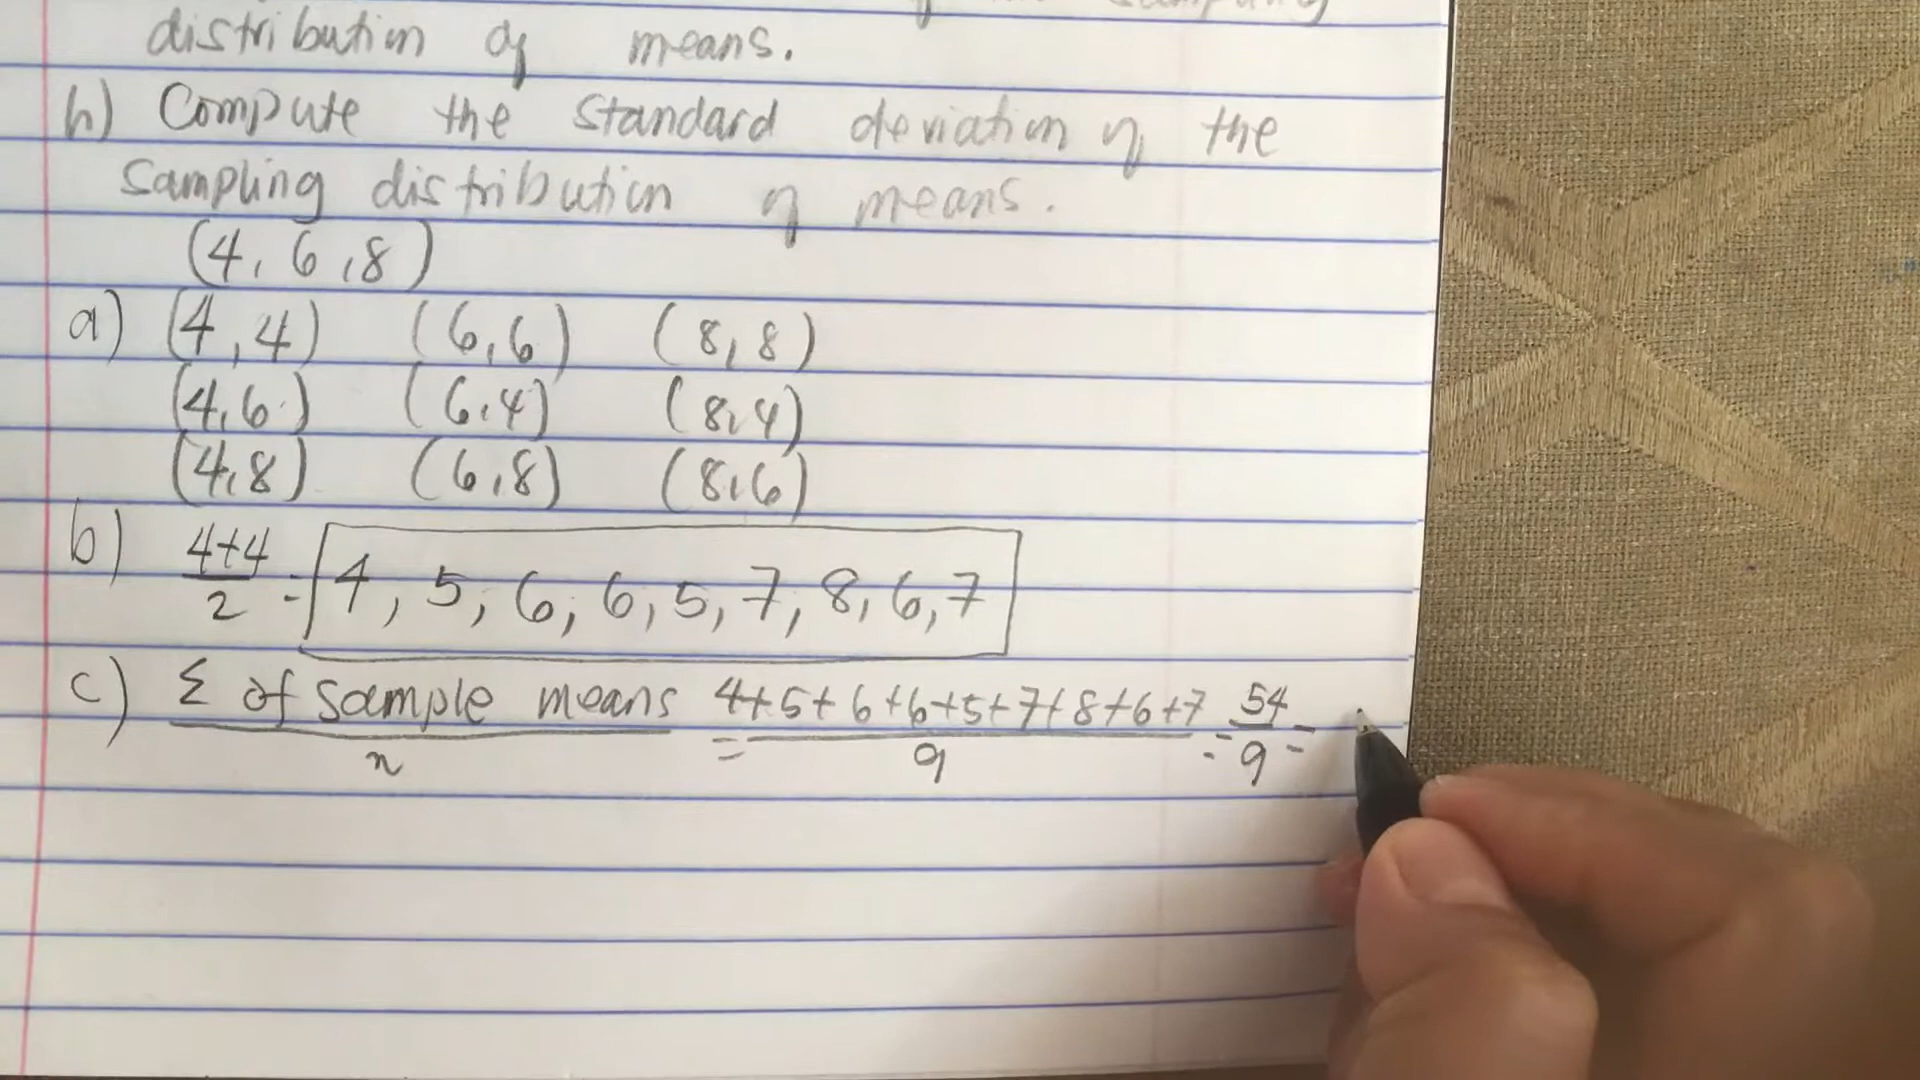 distribution of means.
h) Compute the standard deviation of the
sampling distribution of means.
(4, 6, 8)
a) (4, 4) (6, 6) (8, 8)
(4, 6) (6, 4) (8, 4)
(4, 8) (6, 8) (8, 6)
b) 4+4/2 = 4, 5, 6, 6, 5, 7, 8, 6, 7
c) Σ of sample means/n = 4+5+6+6+5+7+8+6+7/9 = 54/9 =